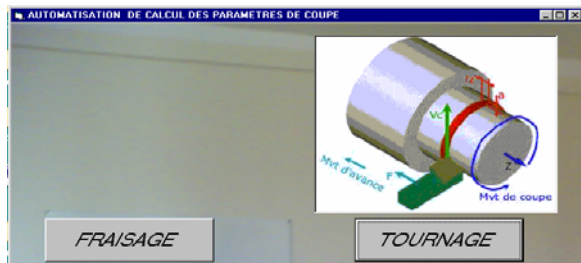 AUTOMATISATION DE CALCUL DES PARAMETRES DE COUPE
a
Vc
Mvt d'avance
F
Z
Mvt de coupe
FRAISAGE
TOURNAGE